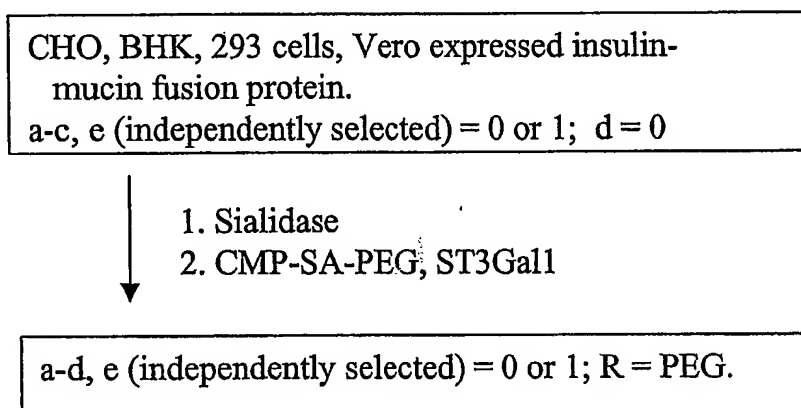 CHO, BHK, 293 cells, Vero expressed insulin-
mucin fusion protein.
a-c, e (independently selected) = 0 or 1; d = 0
1. Sialidase
2. CMP-SA-PEG, ST3Gal1
a-d, e (independently selected) = 0 or 1; R = PEG.